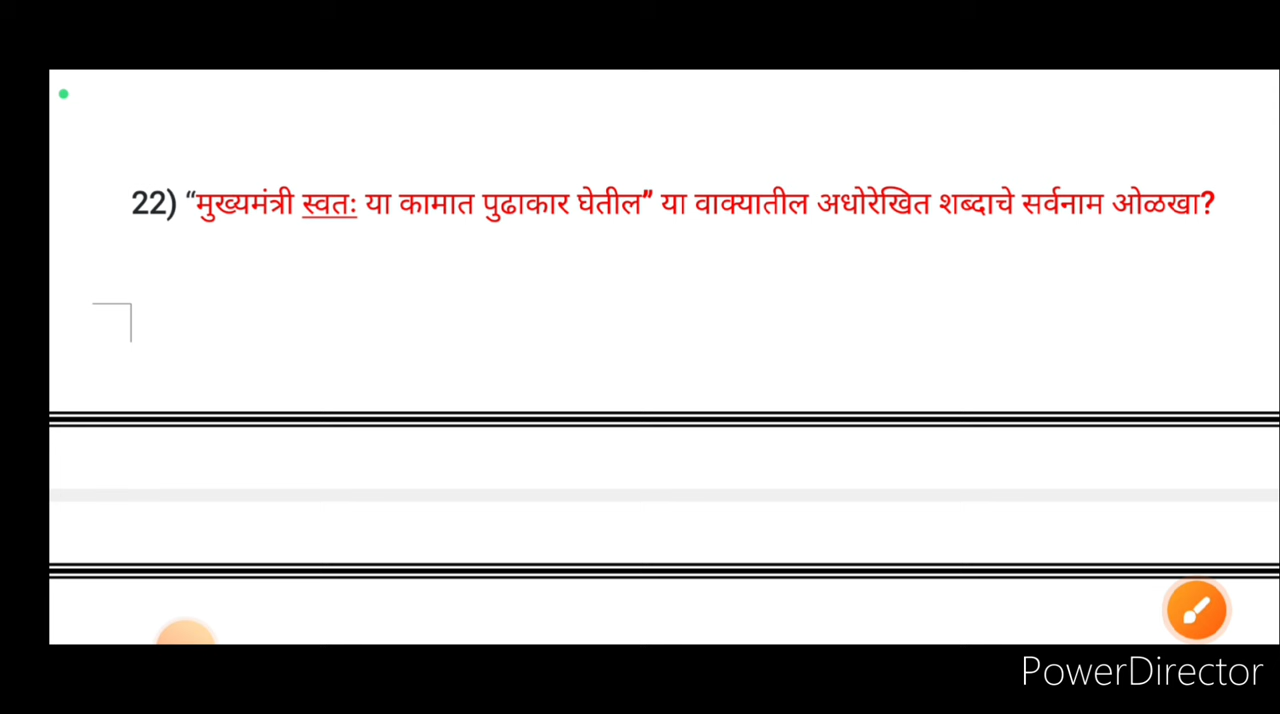 22) “मुख्यमंत्री स्वतः या कामात पुढाकार घेतील” या वाक्यातील अधोरेखित शब्दाचे सर्वनाम ओळखा?
PowerDirector